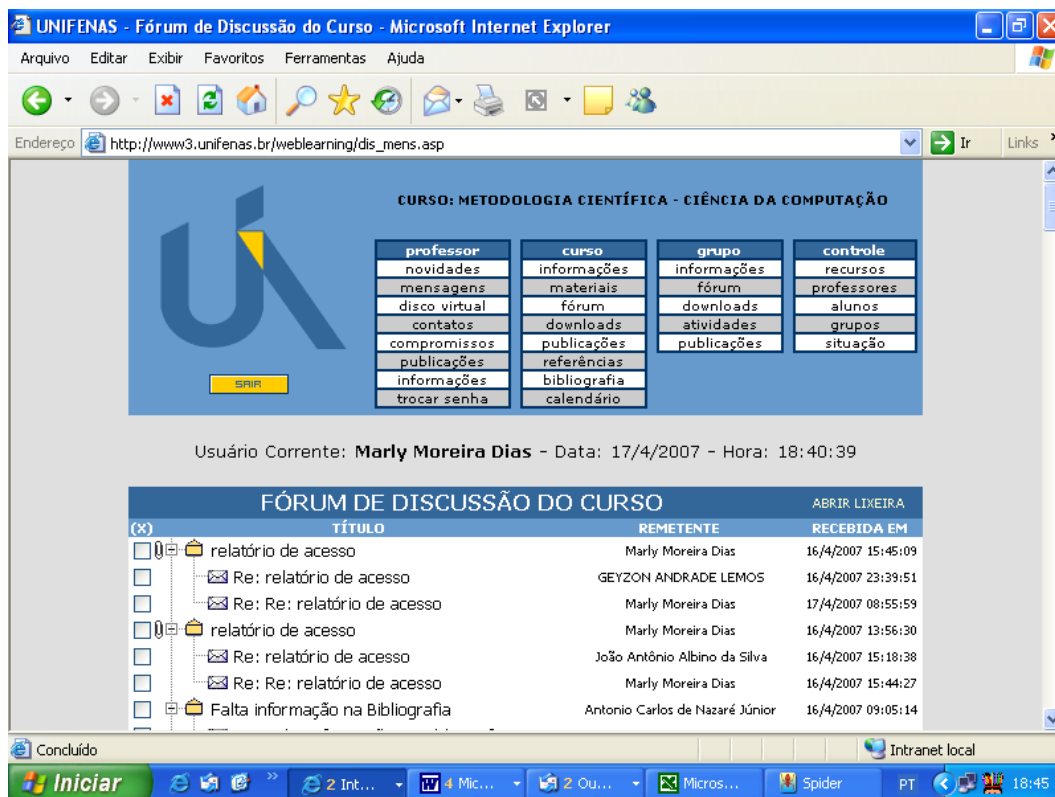 UNIFENAS - Fórum de Discussão do Curso - Microsoft Internet Explorer
Arquivo Editar Exibir Favoritos Ferramentas Ajuda
Endereço http://www3.unifenas.br/weblearning/dis_mens.asp Ir Links
CURSO: METODOLOGIA CIENTÍFICA - CIÊNCIA DA COMPUTAÇÃO
professor curso grupo controle
novidades informações informações recursos
mensagens materiais fórum professores
disco virtual fórum downloads alunos
contatos downloads atividades grupos
compromissos publicações publicações situação
publicações referências
informações bibliografia
trocar senha calendário
SAIR
Usuário Corrente: Marly Moreira Dias - Data: 17/4/2007 - Hora: 18:40:39
FÓRUM DE DISCUSSÃO DO CURSO ABRIR LIXEIRA
(X) TÍTULO REMETENTE RECEBIDA EM
relatório de acesso Marly Moreira Dias 16/4/2007 15:45:09
Re: relatório de acesso GEYZON ANDRADE LEMOS 16/4/2007 23:39:51
Re: Re: relatório de acesso Marly Moreira Dias 17/4/2007 08:55:59
relatório de acesso Marly Moreira Dias 16/4/2007 13:56:30
Re: relatório de acesso João Antônio Albino da Silva 16/4/2007 15:18:38
Re: Re: relatório de acesso Marly Moreira Dias 16/4/2007 15:44:27
Falta informação na Bibliografia Antonio Carlos de Nazaré Júnior 16/4/2007 09:05:14
Concluído Intranet local
Iniciar 2 Int... 4 Mic... 2 Ou... Micros... Spider PT 18:45